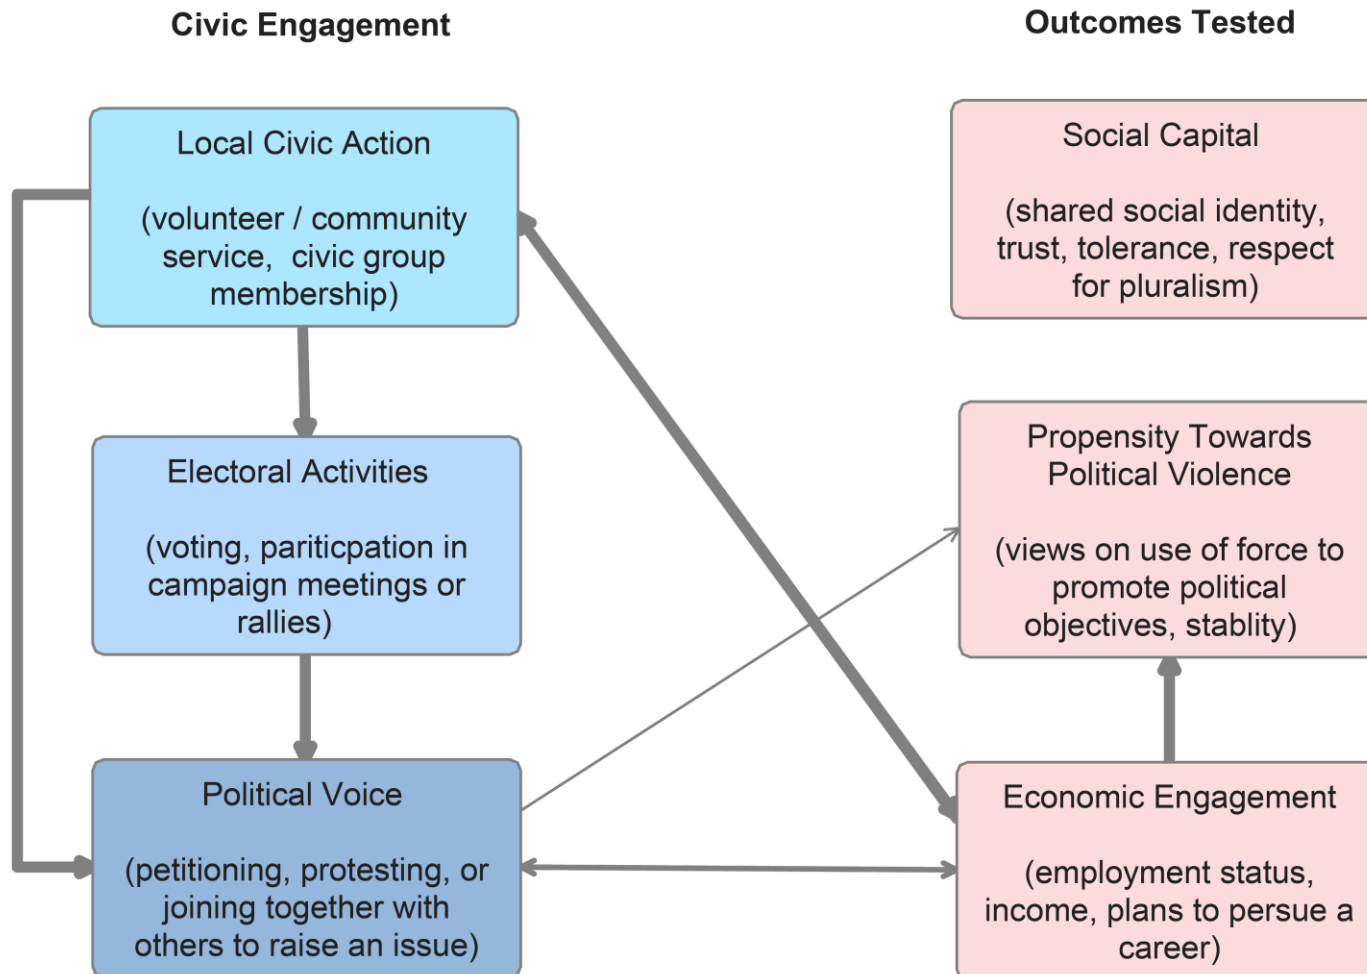 Civic Engagement
Local Civic Action
(volunteer / community
service,  civic group
membership)
Electoral Activities
(voting, pariticpation in
campaign meetings or
rallies)
Political Voice
(petitioning, protesting, or
joining together with
others to raise an issue)
Outcomes Tested
Social Capital
(shared social identity,
trust, tolerance, respect
for pluralism)
Propensity Towards
Political Violence
(views on use of force to
promote political
objectives, stablity)
Economic Engagement
(employment status,
income, plans to persue a
career)